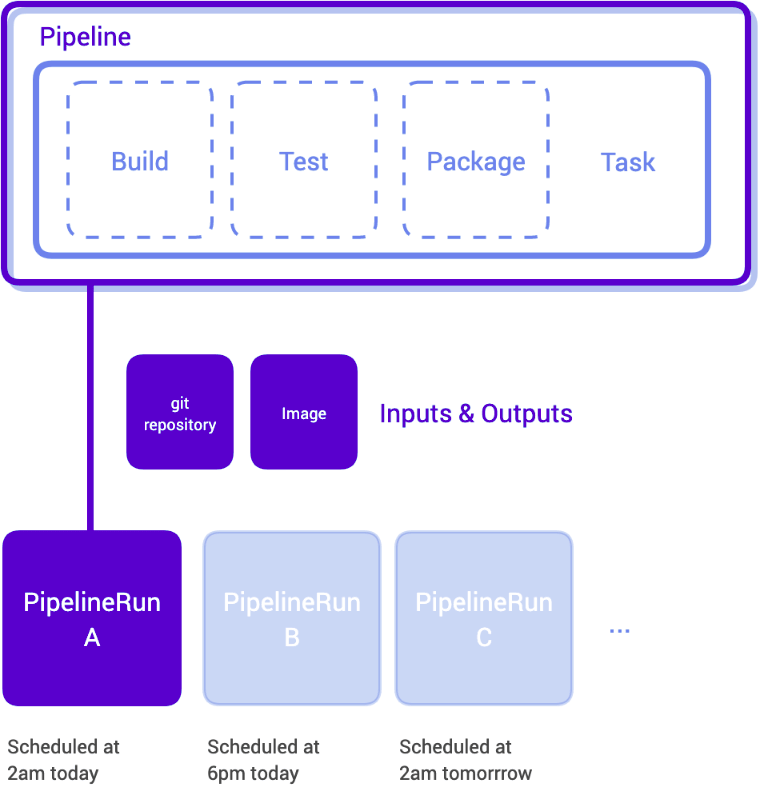 Pipeline
Build
Test
Package
Task
git
repository
Image
Inputs & Outputs
PipelineRun
A
PipelineRun
B
PipelineRun
C
...
Scheduled at
2am today
Scheduled at
6pm today
Scheduled at
2am tomorrrow